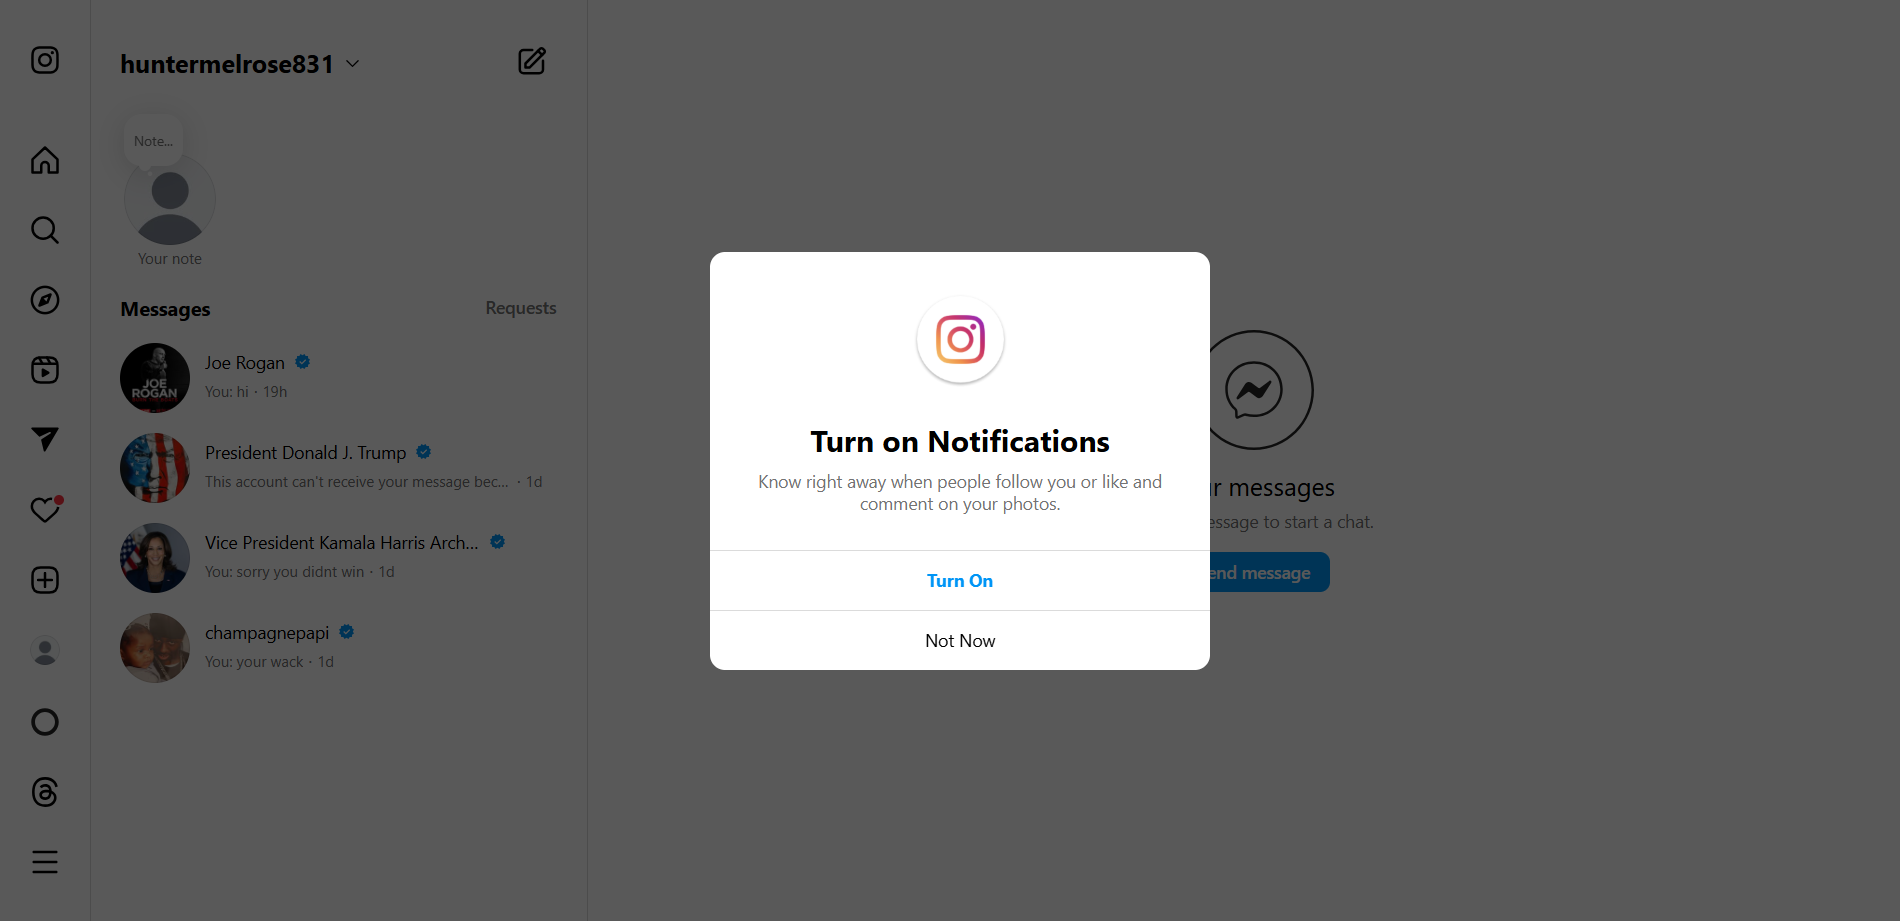 huntermelrose831
Note...
Your note
Messages
Requests
JOE
ROGAN
Joe Rogan
You: hi · 19h
President Donald J. Trump
This account can't receive your message bec... · 1d
Vice President Kamala Harris Arch...
You: sorry you didnt win · 1d
champagnepapi
You: your wack · 1d
Turn on Notifications
Know right away when people follow you or like and
comment on your photos.
Turn On
Not Now
messages
to start a chat.
message